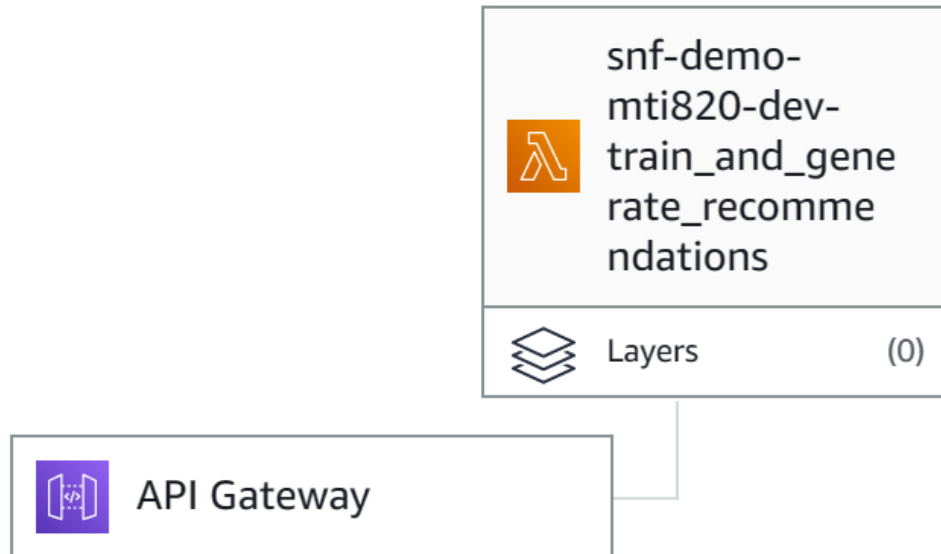 snf-demo-
mti820-dev-
train_and_gene
rate_recomme
ndations
Layers (0)
API Gateway